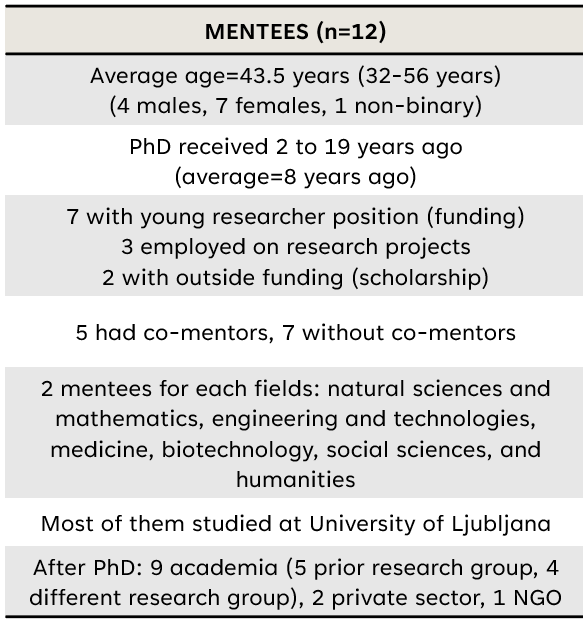 MENTEES (n=12)
Average age=43.5 years (32-56 years)
(4 males, 7 females, 1 non-binary)
PhD received 2 to 19 years ago
(average=8 years ago)
7 with young researcher position (funding)
3 employed on research projects
2 with outside funding (scholarship)
5 had co-mentors, 7 without co-mentors
2 mentees for each fields: natural sciences and
mathematics, engineering and technologies,
medicine, biotechnology, social sciences, and
humanities
Most of them studied at University of Ljubljana
After PhD: 9 academia (5 prior research group, 4
different research group), 2 private sector, 1 NGO